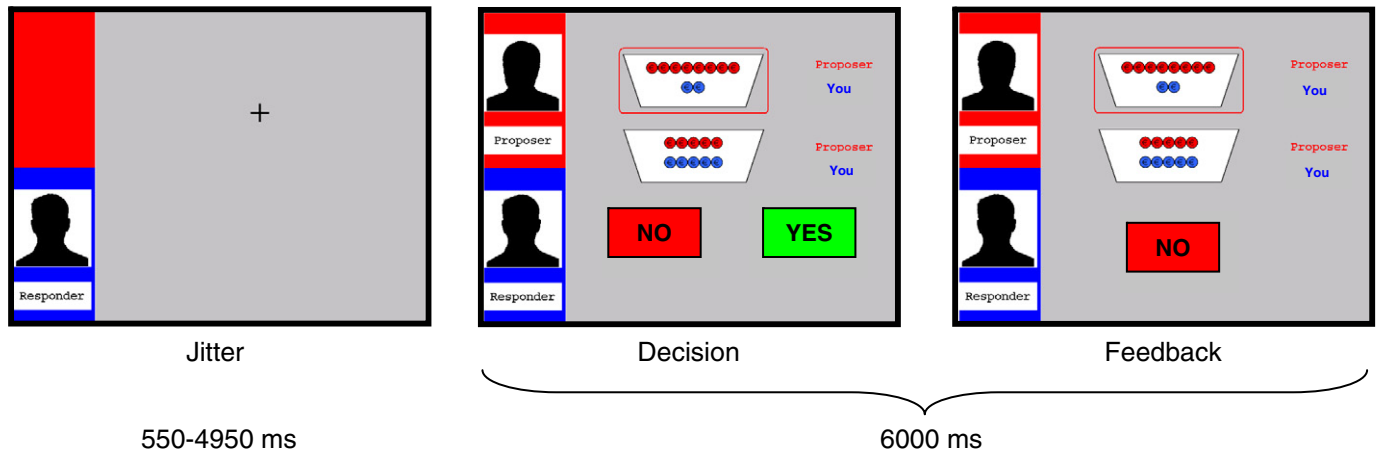 +
Responder
Proposer
Responder
Proposer
You
Proposer
You
NO YES
Proposer
Responder
Proposer
You
Proposer
You
NO
Jitter
Decision
Feedback
550-4950 ms
6000 ms